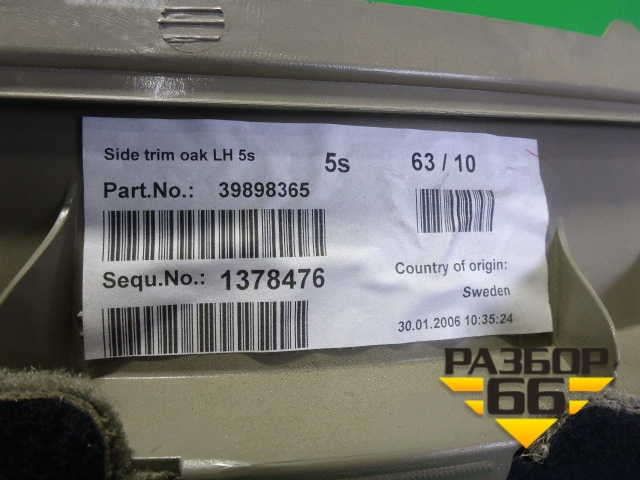 Side trim oak LH 5s 5s 63 / 10
Part.No.: 39898365
Sequ.No.: 1378476
Country of origin:
Sweden
30.01.2006 10:35:24
РАЗБОР
66